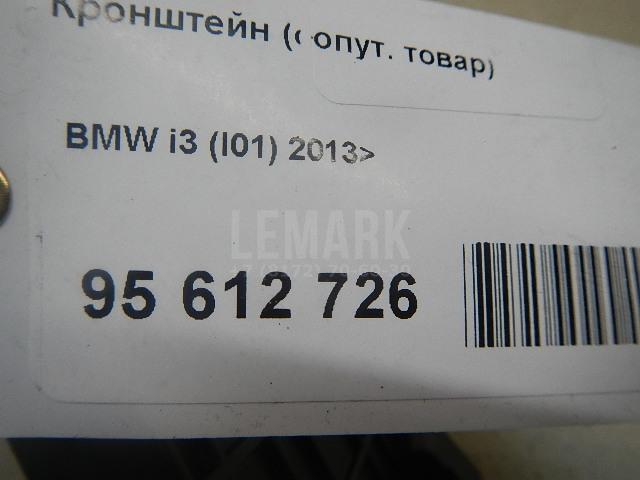 Кронштейн (сопут. товар)
BMW i3 (I01) 2013>
LEMARK
95 612 726